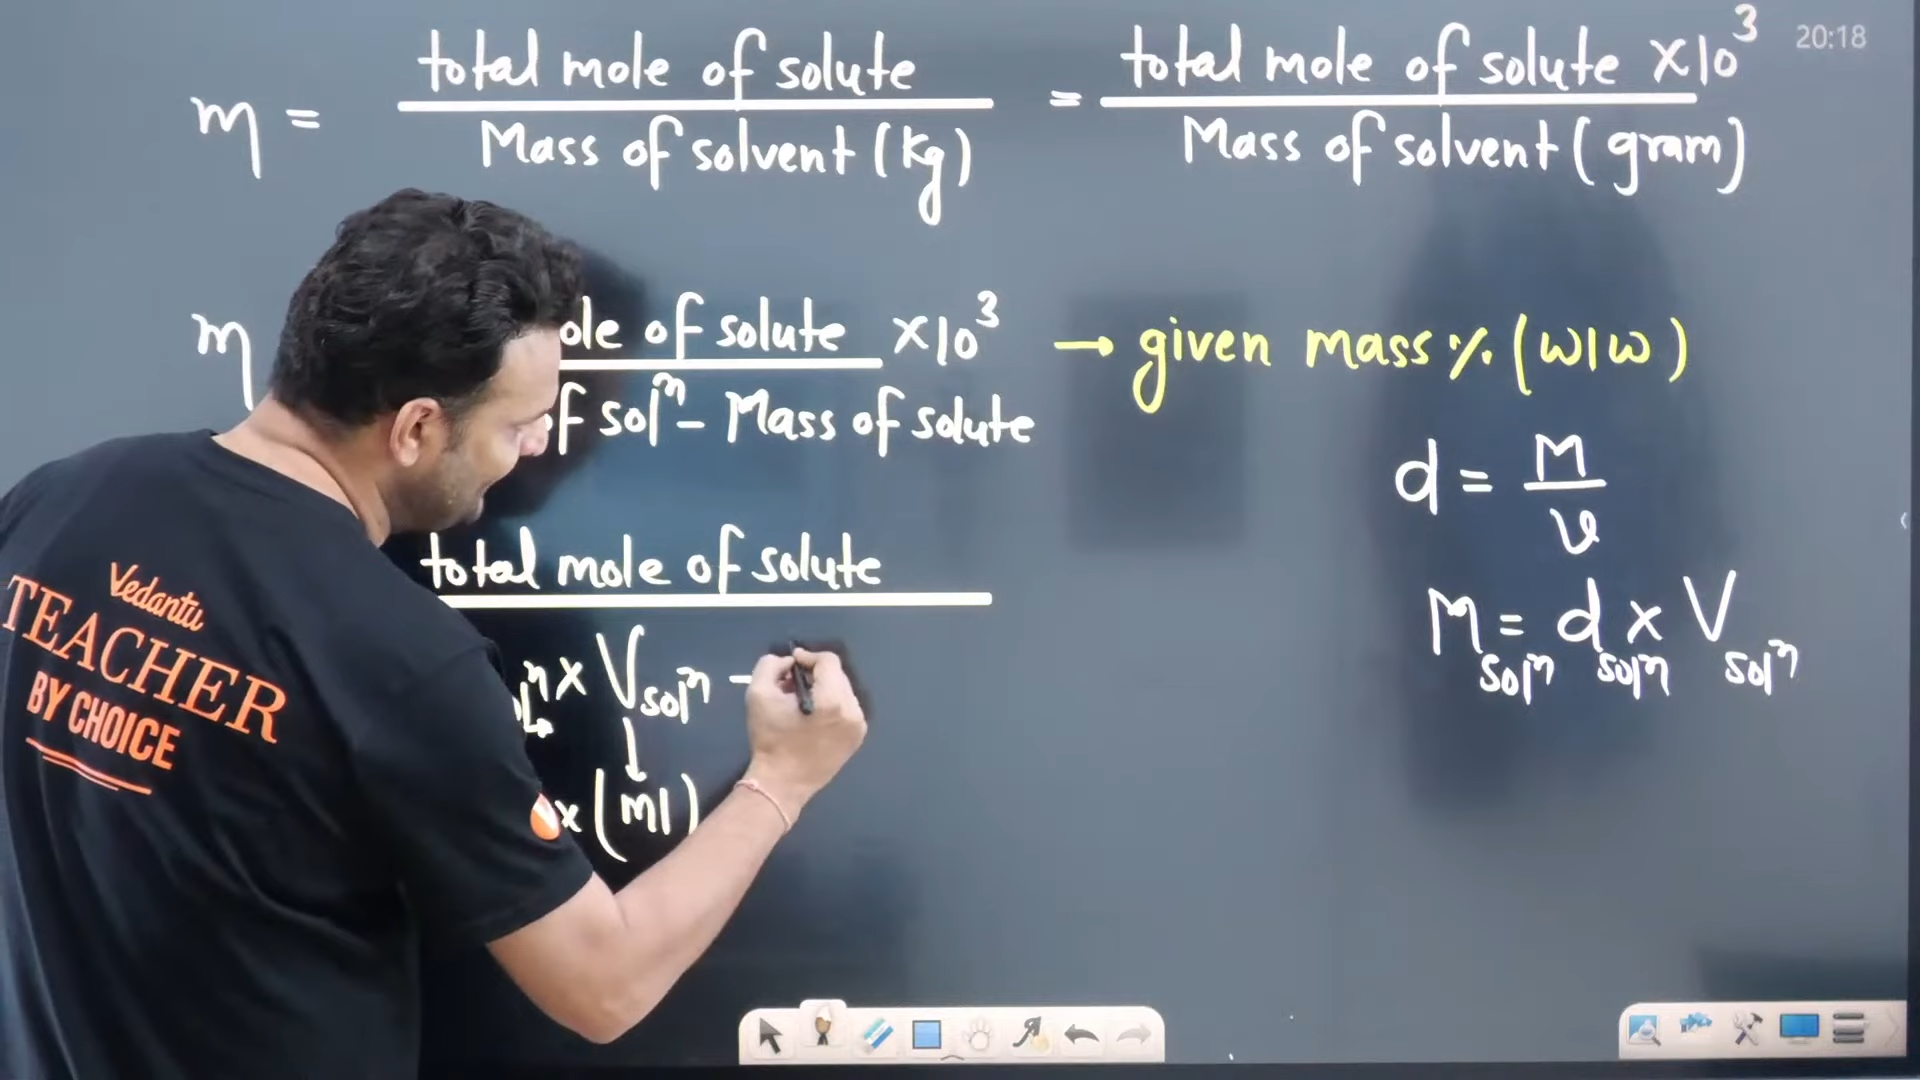 20:18
m = total mole of solute / Mass of solvent (kg) = total mole of solute ×10³ / Mass of solvent (gram)
m of solute ×10³ → given mass % (w/w)
of solⁿ - Mass of solute
d = M / V
total mole of solute
M solⁿ = d solⁿ × V solⁿ
× V solⁿ -
× (ml)
Vedantu
TEACHER
BY CHOICE